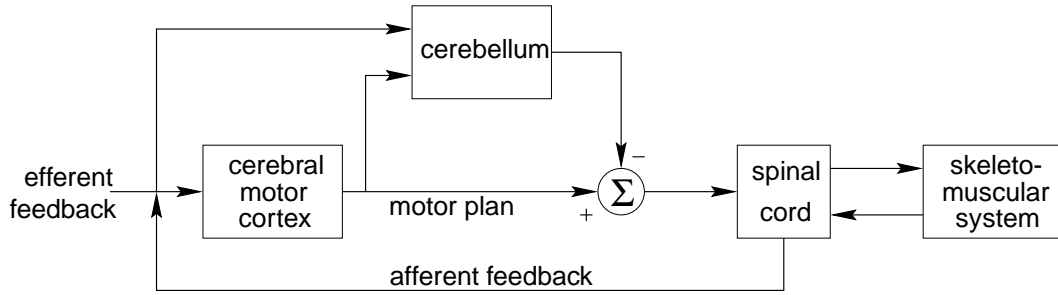 cerebellum
efferent
feedback
cerebral
motor
cortex
motor plan
−
+
Σ
spinal
cord
skeleto-
muscular
system
afferent feedback